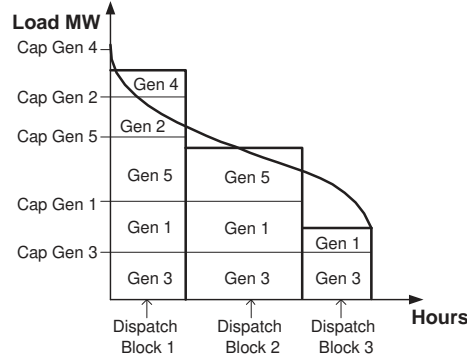 Load MW
Cap Gen 4
Gen 4
Cap Gen 2
Gen 2
Cap Gen 5
Gen 5
Gen 5
Cap Gen 1
Gen 1
Gen 1
Gen 1
Cap Gen 3
Gen 3
Gen 3
Gen 3
Hours
Dispatch
Block 1
Dispatch
Block 2
Dispatch
Block 3